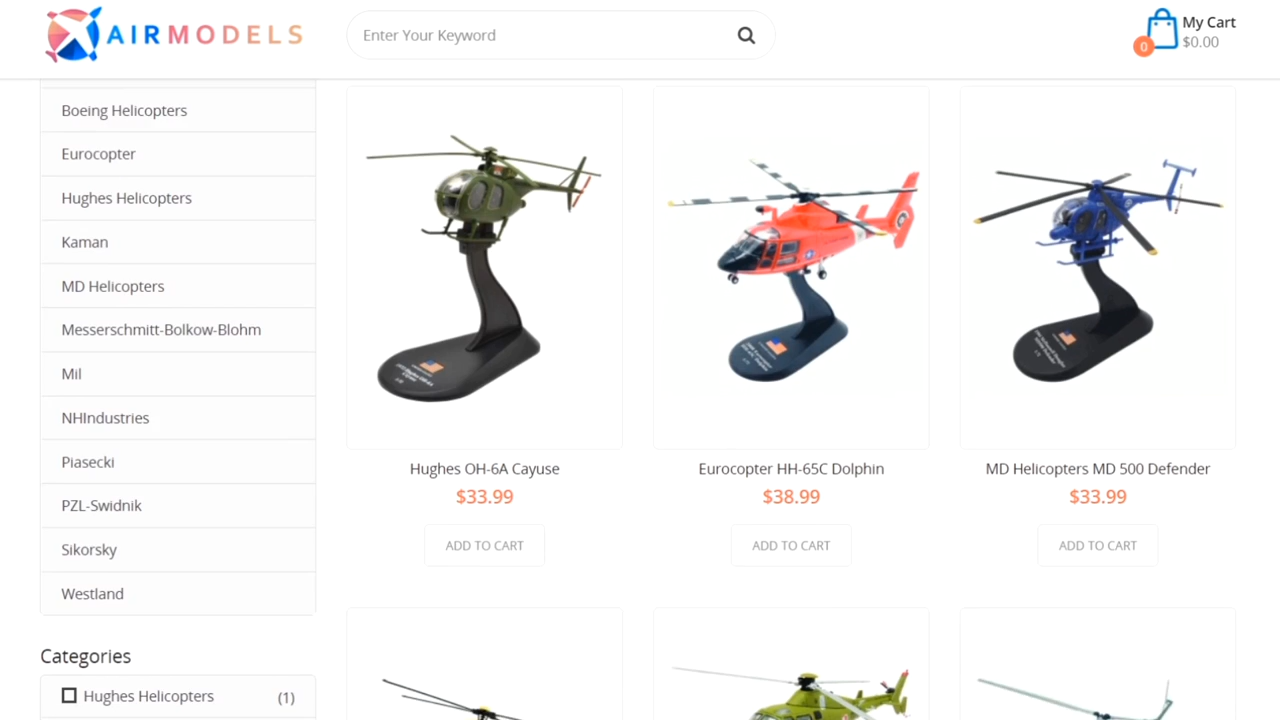 AIRMODELS
Enter Your Keyword
My Cart
0
$0.00
Boeing Helicopters
Eurocopter
Hughes Helicopters
Kaman
MD Helicopters
Messerschmitt-Bolkow-Blohm
Mil
NHIndustries
Piasecki
PZL-Swidnik
Sikorsky
Westland
Categories
Hughes Helicopters (1)
Hughes OH-6A Cayuse
$33.99
ADD TO CART
Eurocopter HH-65C Dolphin
$38.99
ADD TO CART
MD Helicopters MD 500 Defender
$33.99
ADD TO CART